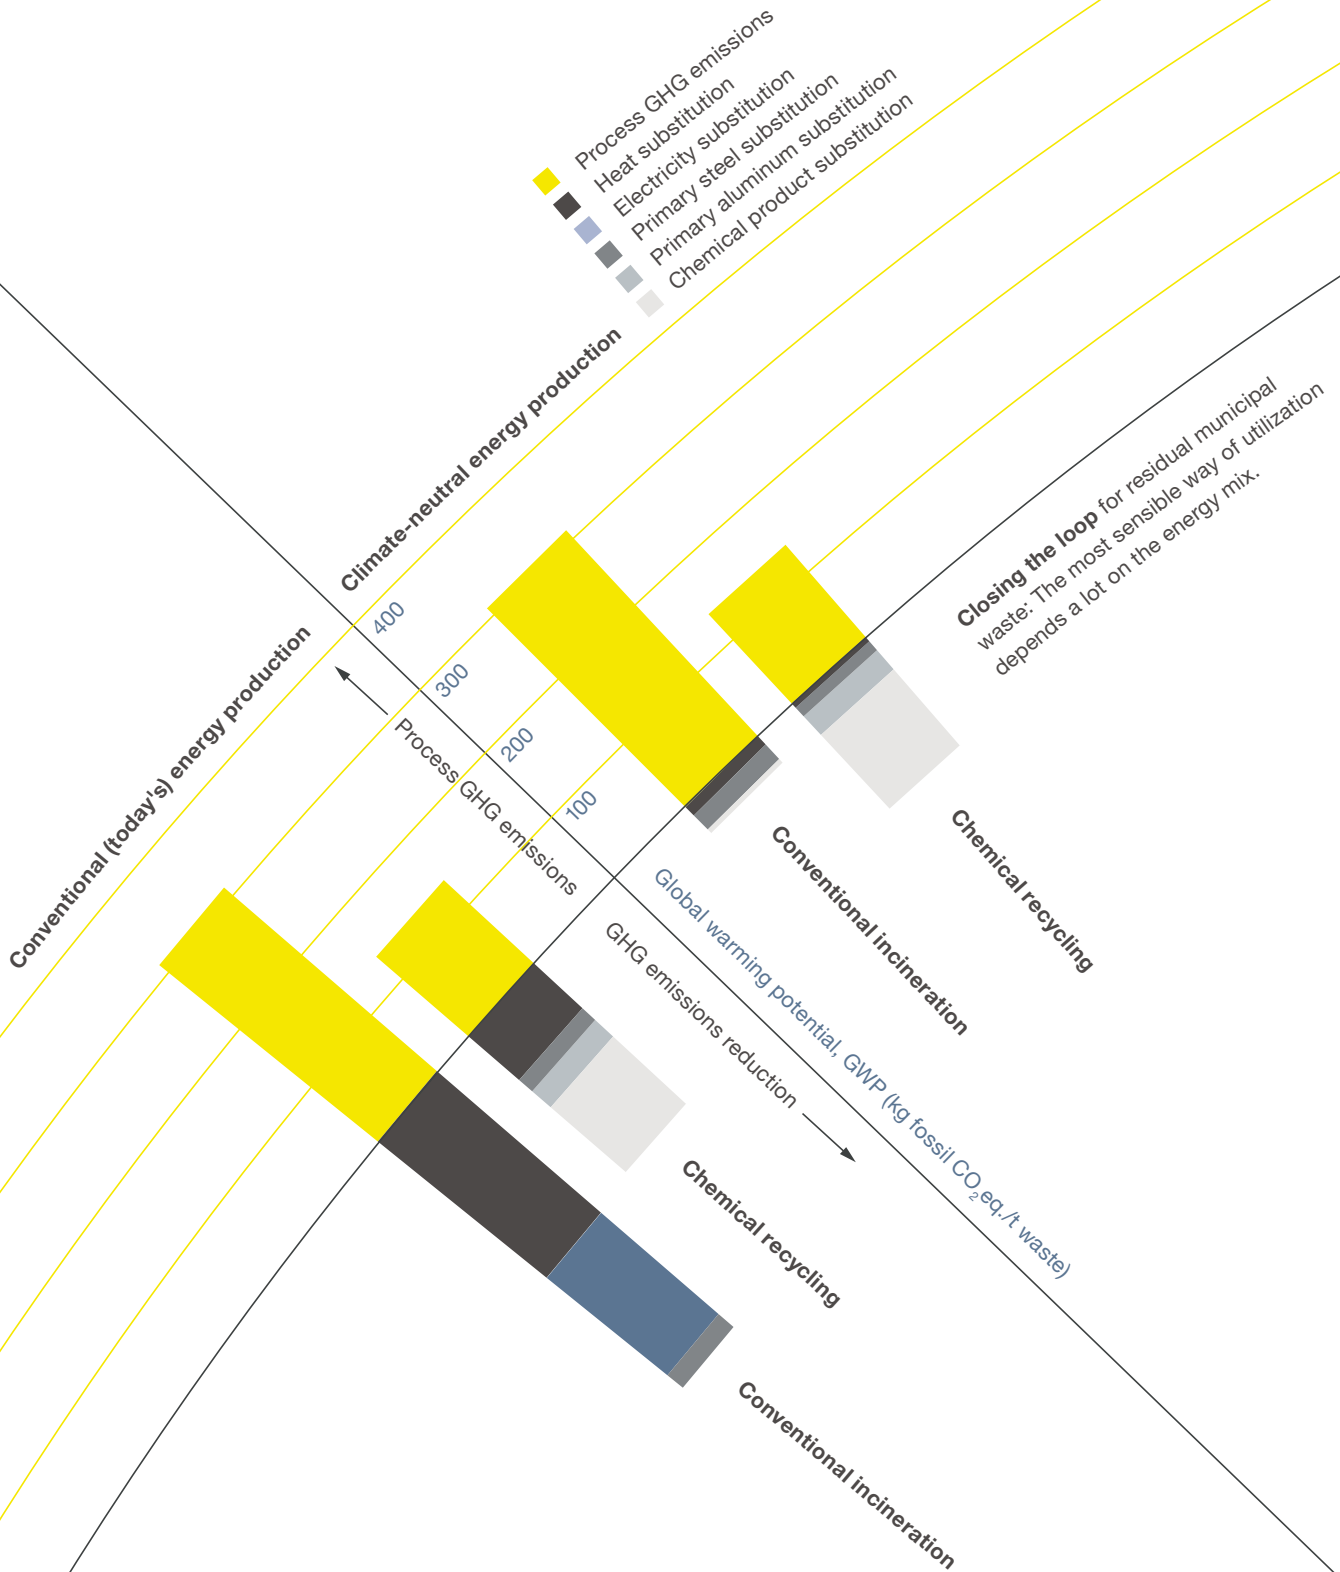 Process GHG emissions
Heat substitution
Electricity substitution
Primary steel substitution
Primary aluminum substitution
Chemical product substitution
Climate-neutral energy production
Conventional (today's) energy production
400
300
200
100
Process GHG emissions
GHG emissions reduction
Global warming potential, GWP (kg fossil CO₂eq./t waste)
Closing the loop for residual municipal
waste: The most sensible way of utilization
depends a lot on the energy mix.
Chemical recycling
Conventional incineration
Chemical recycling
Conventional incineration